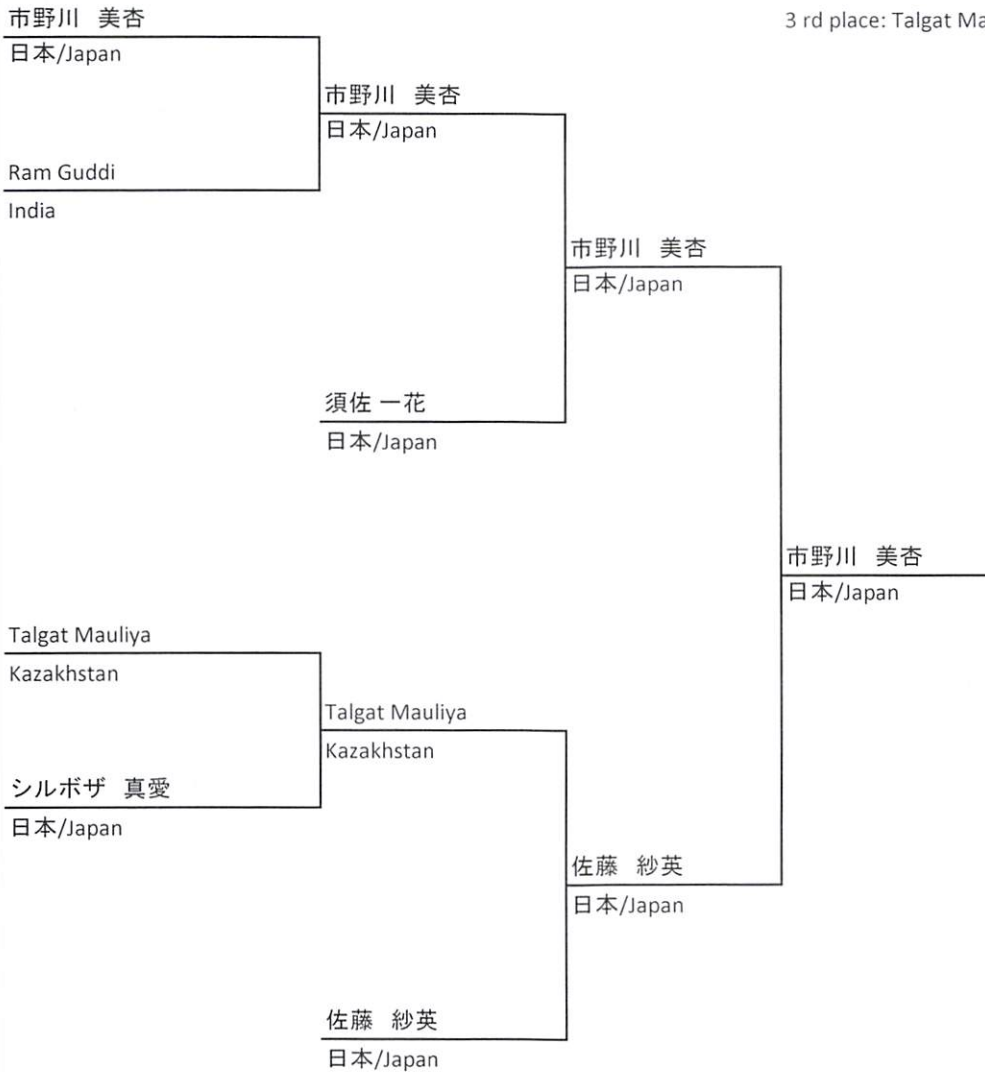 市野川 美杏
3 rd place: Talgat Ma
日本/Japan
市野川 美杏
日本/Japan
Ram Guddi
India
市野川 美杏
日本/Japan
須佐 一花
日本/Japan
市野川 美杏
日本/Japan
Talgat Mauliya
Kazakhstan
Talgat Mauliya
Kazakhstan
シルボザ 真愛
日本/Japan
佐藤 紗英
日本/Japan
佐藤 紗英
日本/Japan